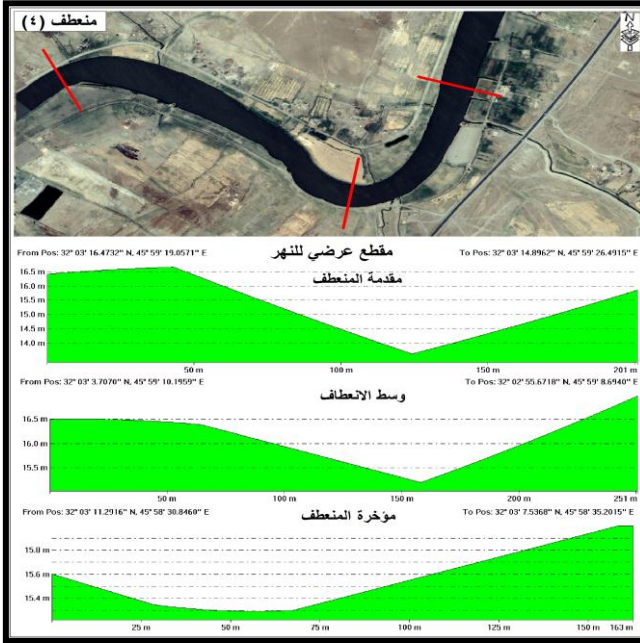 منعطف (٤)
N
مقطع عرضي للنهر
From Pos: 32° 03' 16.4732" N, 45° 59' 19.0571" E
To Pos: 32° 03' 14.8962" N, 45° 59' 26.4915" E
مقدمة المنعطف
16.5 m
16.0 m
15.5 m
15.0 m
14.5 m
14.0 m
50 m 100 m 150 m 201 m
From Pos: 32° 03' 3.7070" N, 45° 59' 10.1959" E
To Pos: 32° 02' 55.6718" N, 45° 59' 8.6940" E
وسط الانعطاف
16.5 m
16.0 m
15.5 m
50 m 100 m 150 m 200 m 251 m
From Pos: 32° 03' 11.2916" N, 45° 58' 30.8460" E
To Pos: 32° 03' 7.5368" N, 45° 58' 35.2015" E
مؤخرة المنعطف
15.8 m
15.6 m
15.4 m
25 m 50 m 75 m 100 m 125 m 150 m 163 m